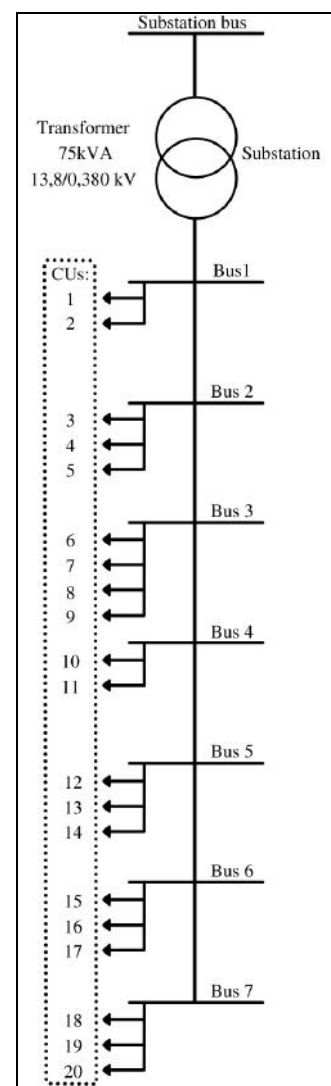 Substation bus
Transformer
75kVA
13,8/0,380 kV
Substation
CUs:
Bus1
1
2
Bus 2
3
4
5
Bus 3
6
7
8
9
Bus 4
10
11
Bus 5
12
13
14
Bus 6
15
16
17
Bus 7
18
19
20